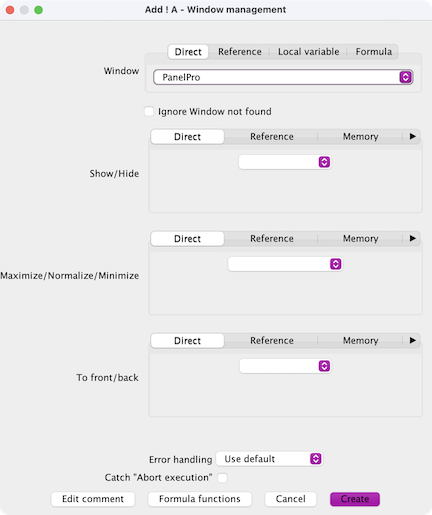 Add ! A - Window management
Direct Reference Local variable Formula
Window
PanelPro
Ignore Window not found
Direct Reference Memory
Show/Hide
Direct Reference Memory
Maximize/Normalize/Minimize
Direct Reference Memory
To front/back
Error handling Use default
Catch "Abort execution"
Edit comment Formula functions Cancel Create